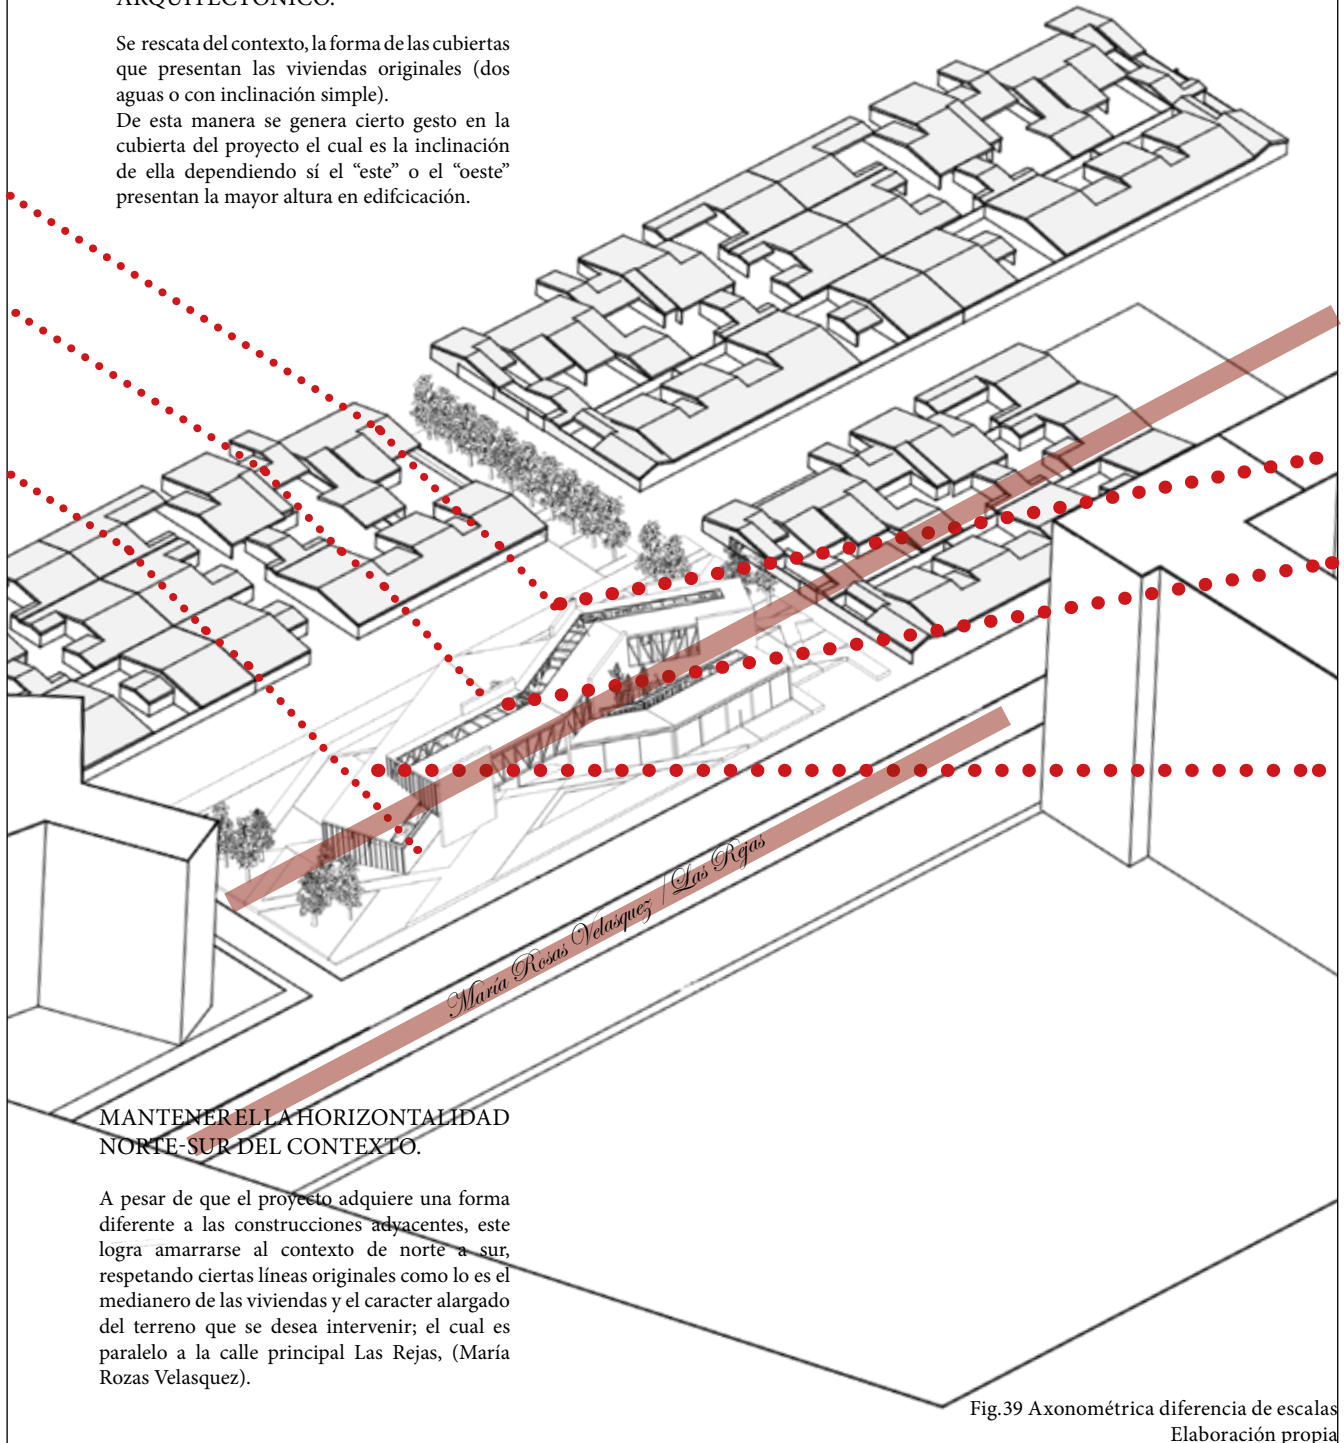 ARQUITECTÓNICO.
Se rescata del contexto, la forma de las cubiertas
que presentan las viviendas originales (dos
aguas o con inclinación simple).
De esta manera se genera cierto gesto en la
cubierta del proyecto el cual es la inclinación
de ella dependiendo sí el “este” o el “oeste”
presentan la mayor altura en edifcicación.
María Rosas Velasquez / Las Rejas
MANTENER EL LA HORIZONTALIDAD
NORTE-SUR DEL CONTEXTO.
A pesar de que el proyecto adquiere una forma
diferente a las construcciones adyacentes, este
logra amarrarse al contexto de norte a sur,
respetando ciertas líneas originales como lo es el
medianero de las viviendas y el caracter alargado
del terreno que se desea intervenir; el cual es
paralelo a la calle principal Las Rejas, (María
Rozas Velasquez).
Fig.39 Axonométrica diferencia de escalas
Elaboración propia